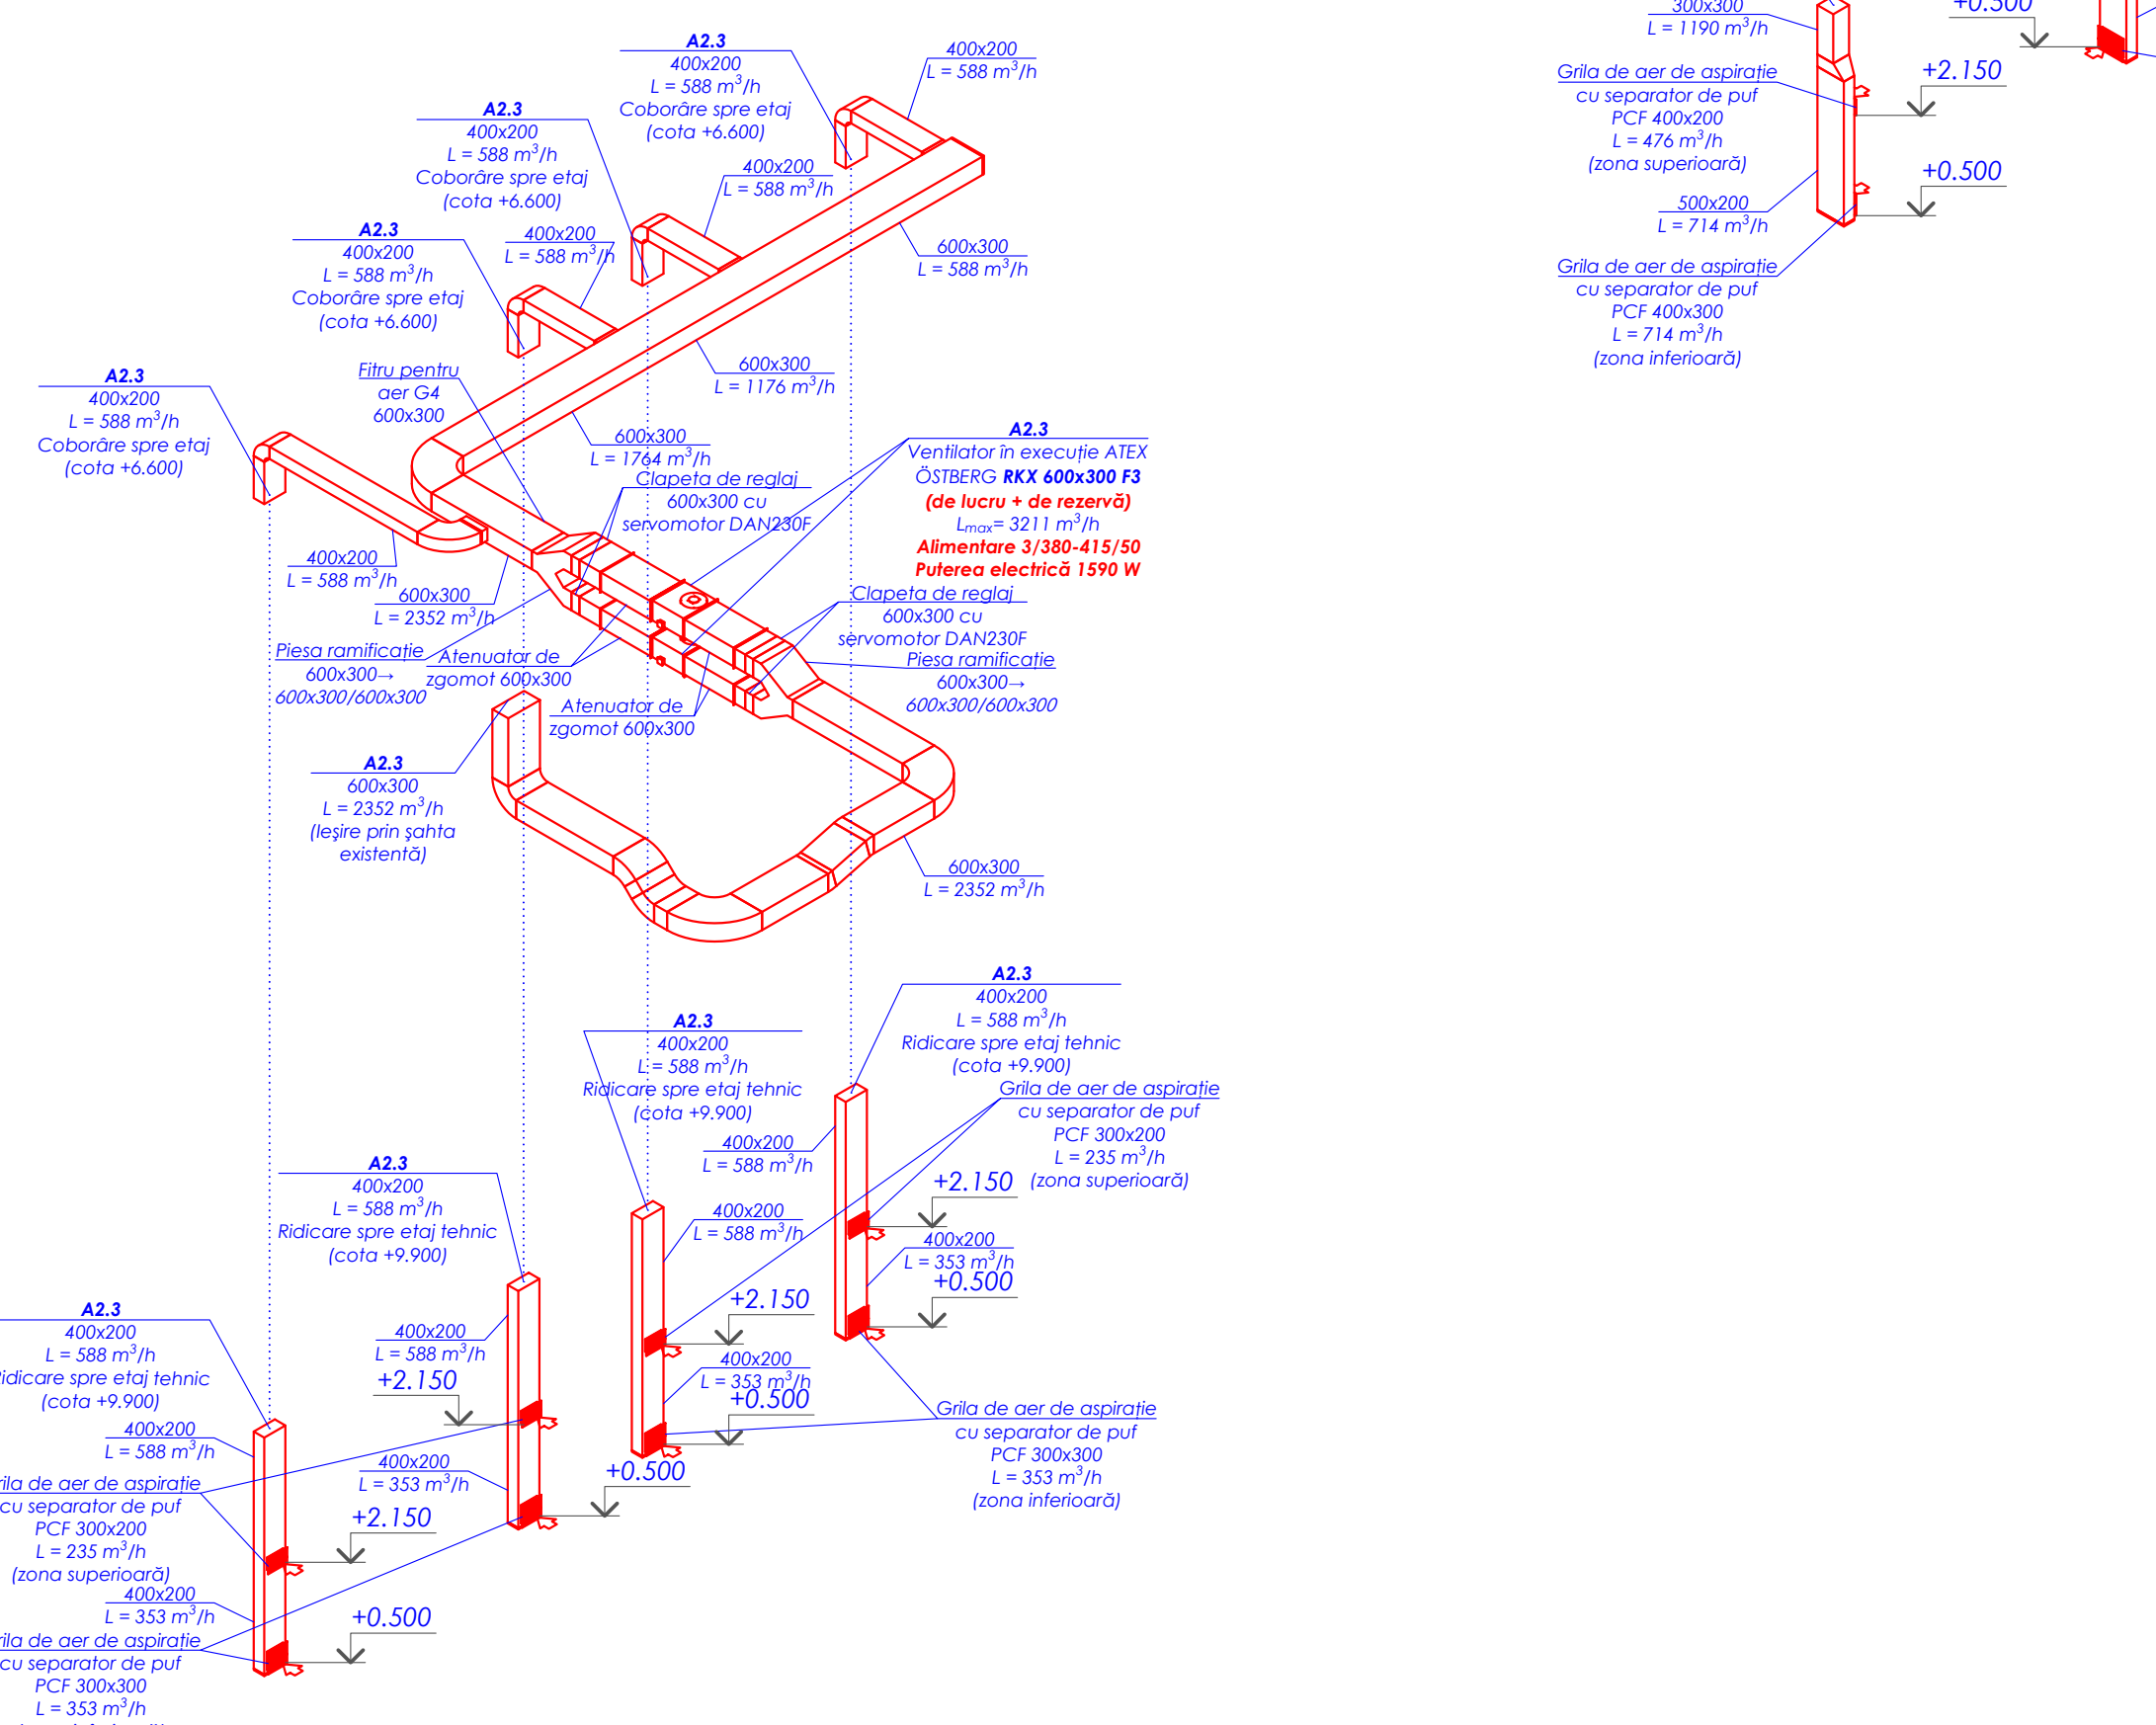 A2.3
400x200
L = 588 m³/h
Coborâre spre etaj
(cota +6.600)
400x200
L = 588 m³/h
A2.3
400x200
L = 588 m³/h
Coborâre spre etaj
(cota +6.600)
400x200
L = 588 m³/h
A2.3
400x200
L = 588 m³/h
Coborâre spre etaj
(cota +6.600)
400x200
L = 588 m³/h
600x300
L = 588 m³/h
A2.3
400x200
L = 588 m³/h
Coborâre spre etaj
(cota +6.600)
Fitru pentru
aer G4
600x300
600x300
L = 1176 m³/h
600x300
L = 1764 m³/h
Clapeta de reglaj
600x300 cu
servomotor DAN230F
A2.3
Ventilator în execuție ATEX
ÖSTBERG RKX 600x300 F3
(de lucru + de rezervă)
Lmax= 3211 m³/h
Alimentare 3/380-415/50
Puterea electrică 1590 W
400x200
L = 588 m³/h
600x300
L = 2352 m³/h
Clapeta de reglaj
600x300 cu
servomotor DAN230F
Piesa ramificație
600x300→
600x300/600x300
Atenuator de
zgomot 600x300
Piesa ramificație
600x300→
600x300/600x300
Atenuator de
zgomot 600x300
A2.3
600x300
L = 2352 m³/h
(Ieşire prin şahta
existentă)
600x300
L = 2352 m³/h
A2.3
400x200
L = 588 m³/h
Ridicare spre etaj tehnic
(cota +9.900)
A2.3
400x200
L = 588 m³/h
Ridicare spre etaj tehnic
(cota +9.900)
Grila de aer de aspirație
cu separator de puf
PCF 300x200
L = 235 m³/h
(zona superioară)
400x200
L = 588 m³/h
+2.150
A2.3
400x200
L = 588 m³/h
Ridicare spre etaj tehnic
(cota +9.900)
400x200
L = 588 m³/h
400x200
L = 353 m³/h
+0.500
+2.150
A2.3
400x200
L = 588 m³/h
idicare spre etaj tehnic
(cota +9.900)
400x200
L = 588 m³/h
+2.150
400x200
L = 353 m³/h
+0.500
Grila de aer de aspirație
cu separator de puf
PCF 300x300
L = 353 m³/h
(zona inferioară)
400x200
L = 588 m³/h
400x200
L = 353 m³/h
+0.500
rila de aer de aspirație
cu separator de puf
PCF 300x200
L = 235 m³/h
(zona superioară)
+2.150
400x200
L = 353 m³/h
+0.500
rila de aer de aspirație
cu separator de puf
PCF 300x300
L = 353 m³/h
300x300
L = 1190 m³/h
+0.500
Grila de aer de aspirație
cu separator de puf
PCF 400x200
L = 476 m³/h
(zona superioară)
+2.150
500x200
L = 714 m³/h
+0.500
Grila de aer de aspirație
cu separator de puf
PCF 400x300
L = 714 m³/h
(zona inferioară)